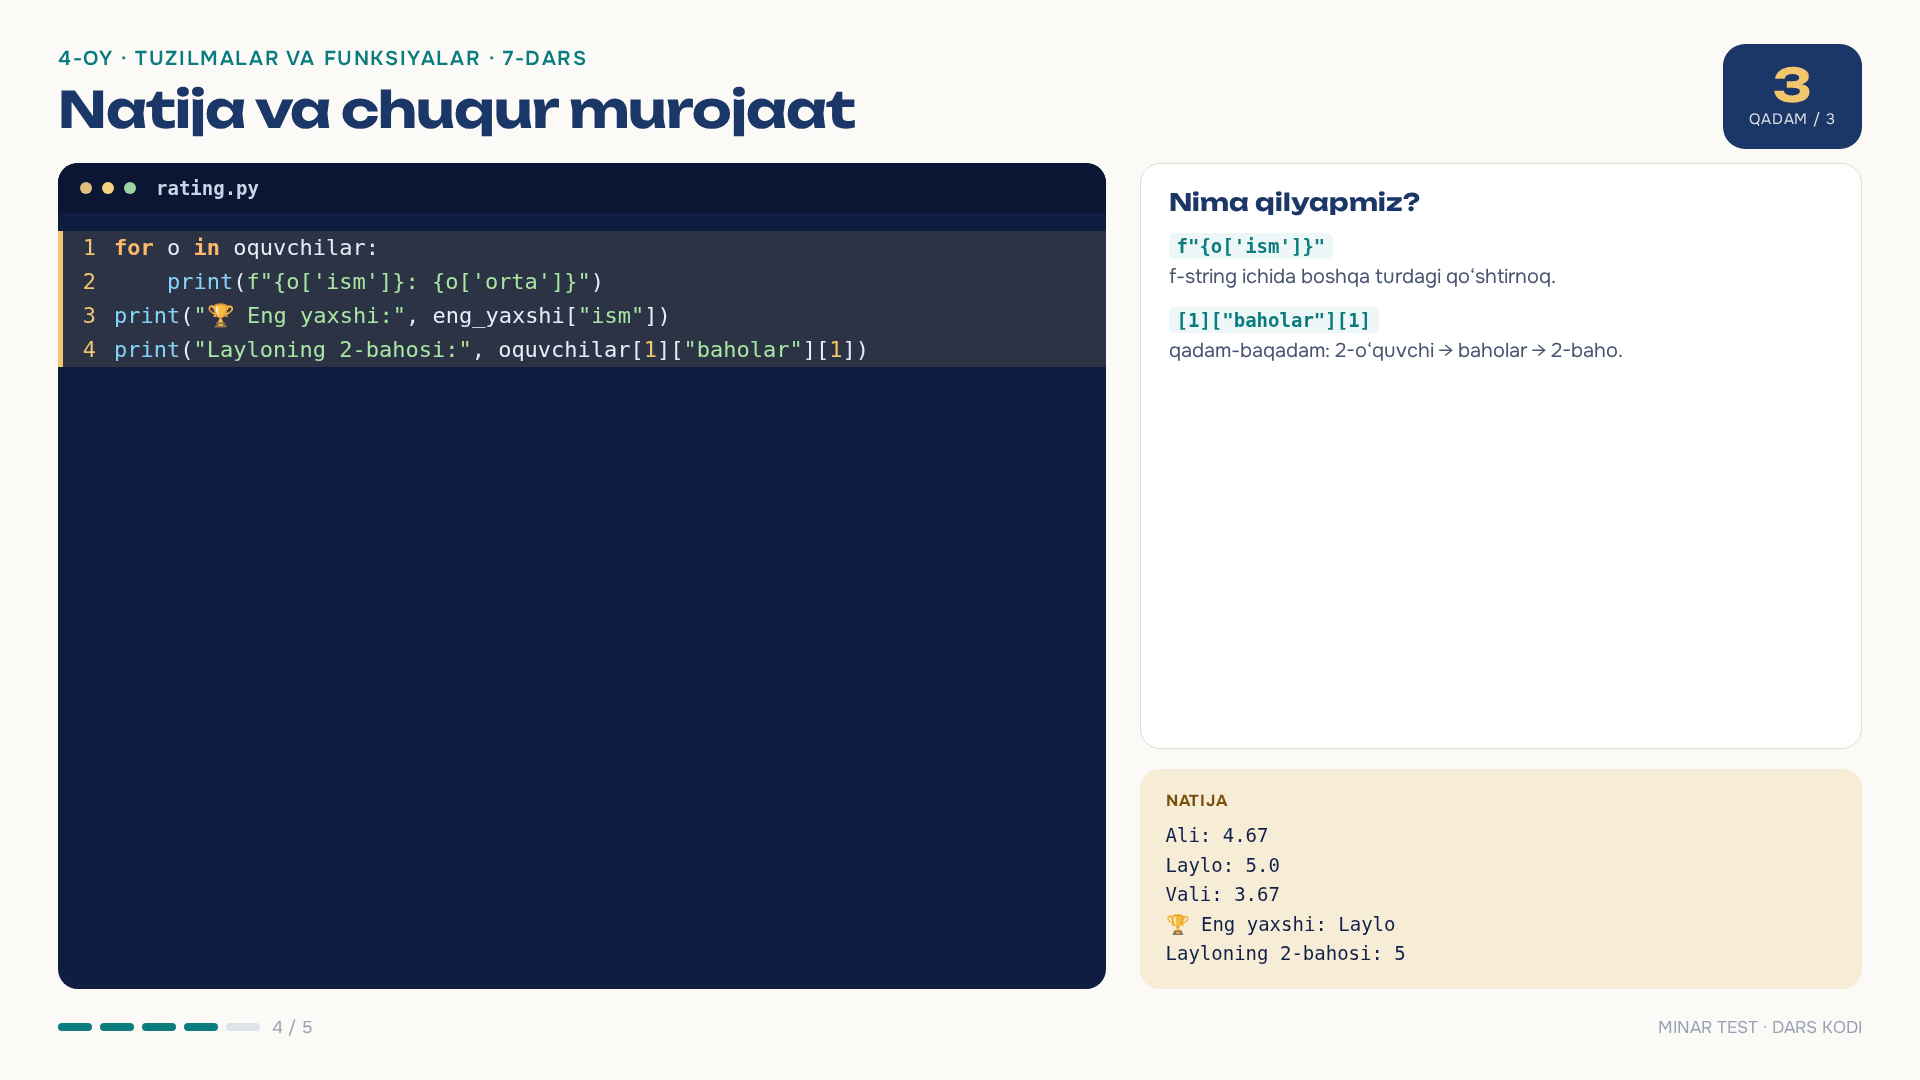 4-OY · TUZILMALAR VA FUNKSIYALAR · 7-DARS
Natija va chuqur murojaat
3
QADAM / 3
rating.py
1 for o in oquvchilar:
2     print(f"{o['ism']}: {o['orta']}")
3 print("🏆 Eng yaxshi:", eng_yaxshi["ism"])
4 print("Layloning 2-bahosi:", oquvchilar[1]["baholar"][1])
Nima qilyapmiz?
f"{o['ism']}"
f-string ichida boshqa turdagi qo‘shtirnoq.
[1]["baholar"][1]
qadam-baqadam: 2-o‘quvchi → baholar → 2-baho.
NATIJA
Ali: 4.67
Laylo: 5.0
Vali: 3.67
🏆 Eng yaxshi: Laylo
Layloning 2-bahosi: 5
4 / 5
MINAR TEST · DARS KODI